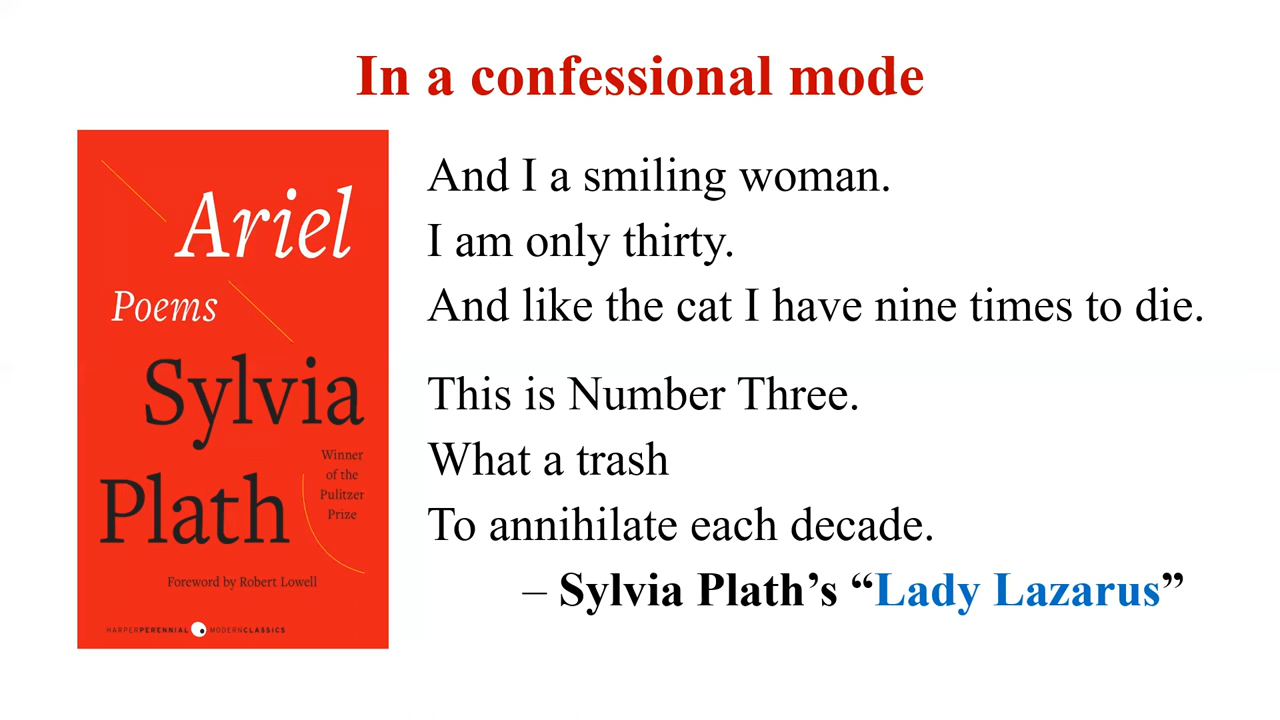 In a confessional mode
Ariel
Poems
Sylvia
Plath
Winner
of the
Pulitzer
Prize
Foreword by Robert Lowell
HARPERPERENNIAL MODERNCLASSICS
And I a smiling woman.
I am only thirty.
And like the cat I have nine times to die.
This is Number Three.
What a trash
To annihilate each decade.
– Sylvia Plath’s “Lady Lazarus”